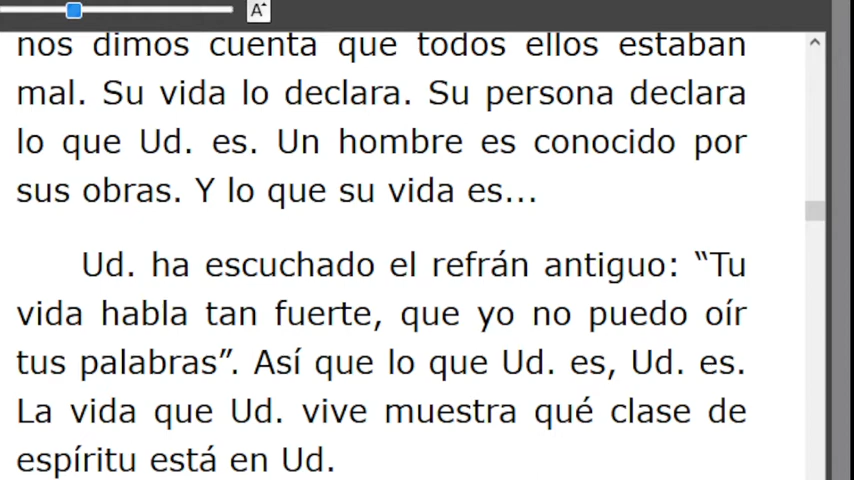 A
nos dimos cuenta que todos ellos estaban
mal. Su vida lo declara. Su persona declara
lo que Ud. es. Un hombre es conocido por
sus obras. Y lo que su vida es...
Ud. ha escuchado el refrán antiguo: “Tu
vida habla tan fuerte, que yo no puedo oír
tus palabras”. Así que lo que Ud. es, Ud. es.
La vida que Ud. vive muestra qué clase de
espíritu está en Ud.